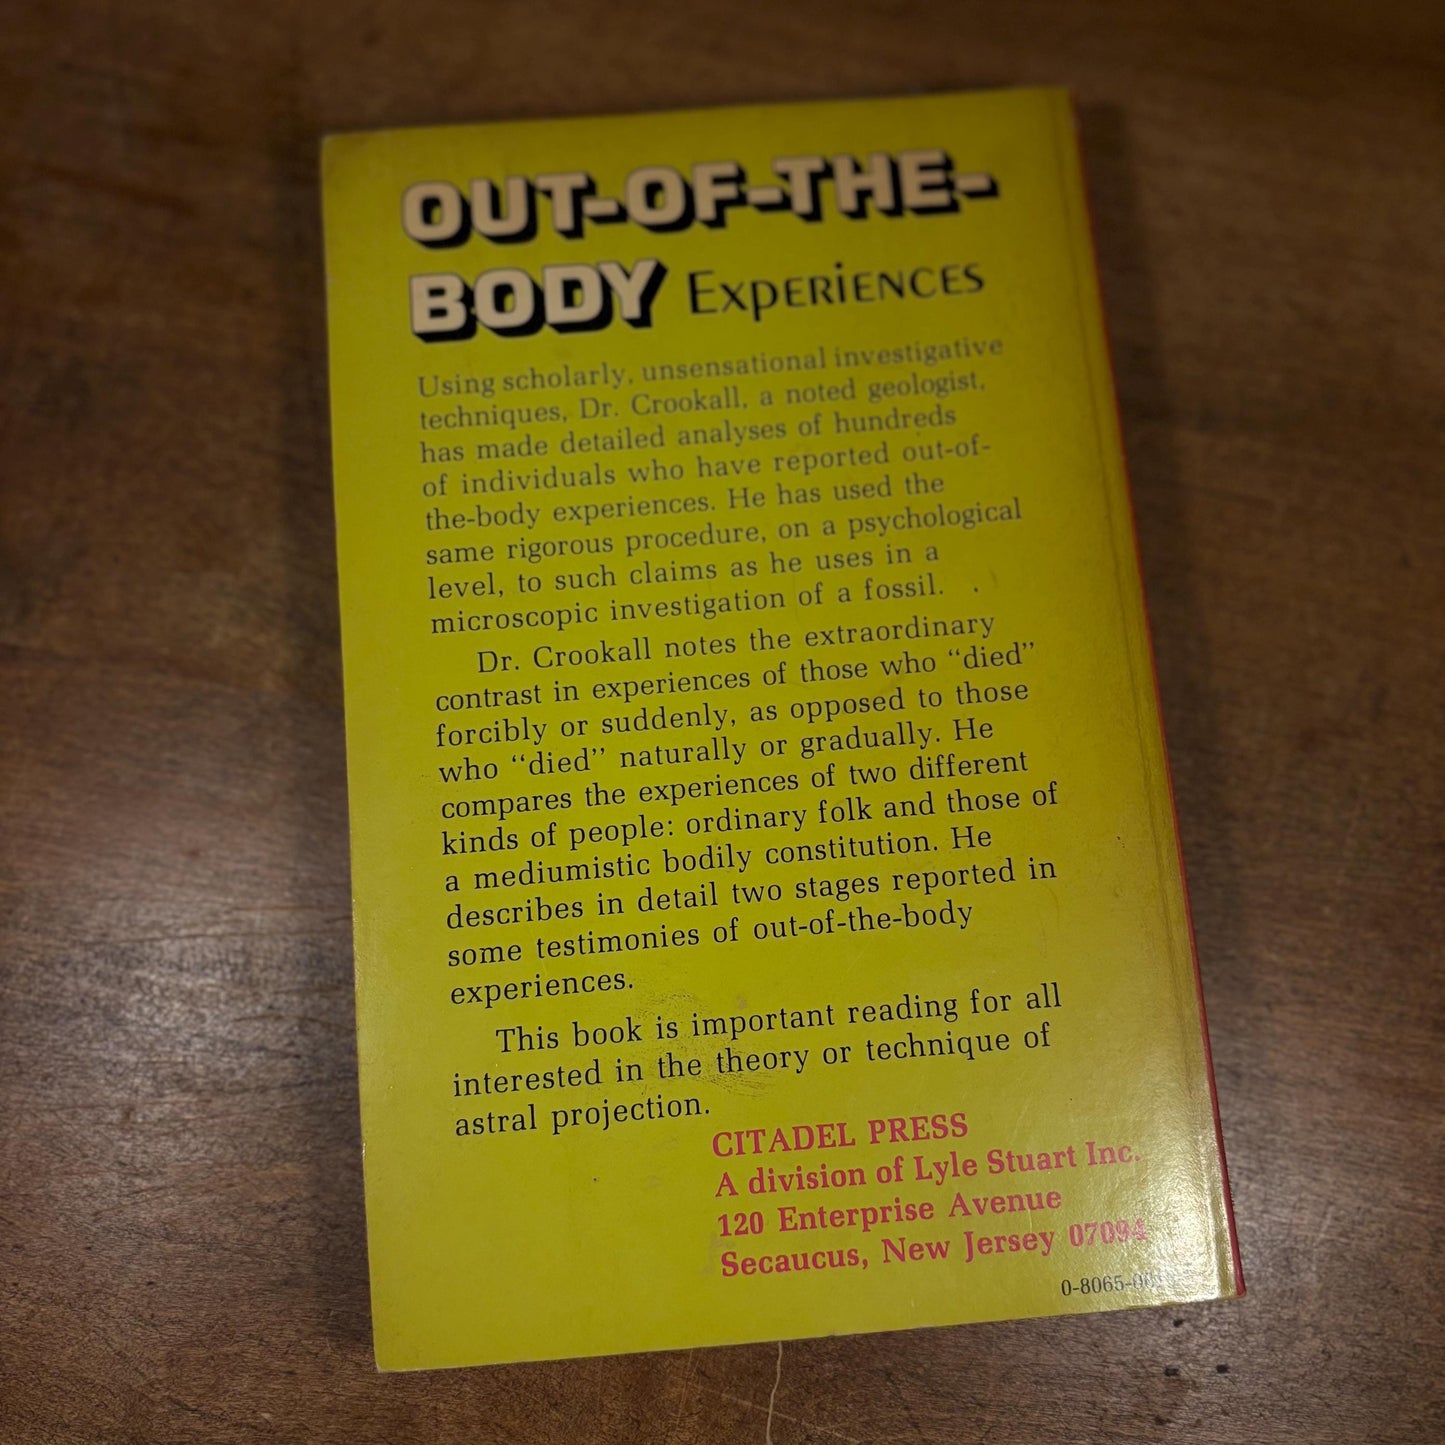 OUT-OF-THE-
BODY EXPERIENCES
Using scholarly, unsensational investigative
techniques, Dr. Crookall, a noted geologist,
has made detailed analyses of hundreds
of individuals who have reported out-of-
the-body experiences. He has used the
same rigorous procedure, on a psychological
level, to such claims as he uses in a
microscopic investigation of a fossil.
Dr. Crookall notes the extraordinary
contrast in experiences of those who “died”
forcibly or suddenly, as opposed to those
who “died” naturally or gradually. He
compares the experiences of two different
kinds of people: ordinary folk and those of
a mediumistic bodily constitution. He
describes in detail two stages reported in
some testimonies of out-of-the-body
experiences.
This book is important reading for all
interested in the theory or technique of
astral projection.
CITADEL PRESS
A division of Lyle Stuart Inc.
120 Enterprise Avenue
Secaucus, New Jersey 07094